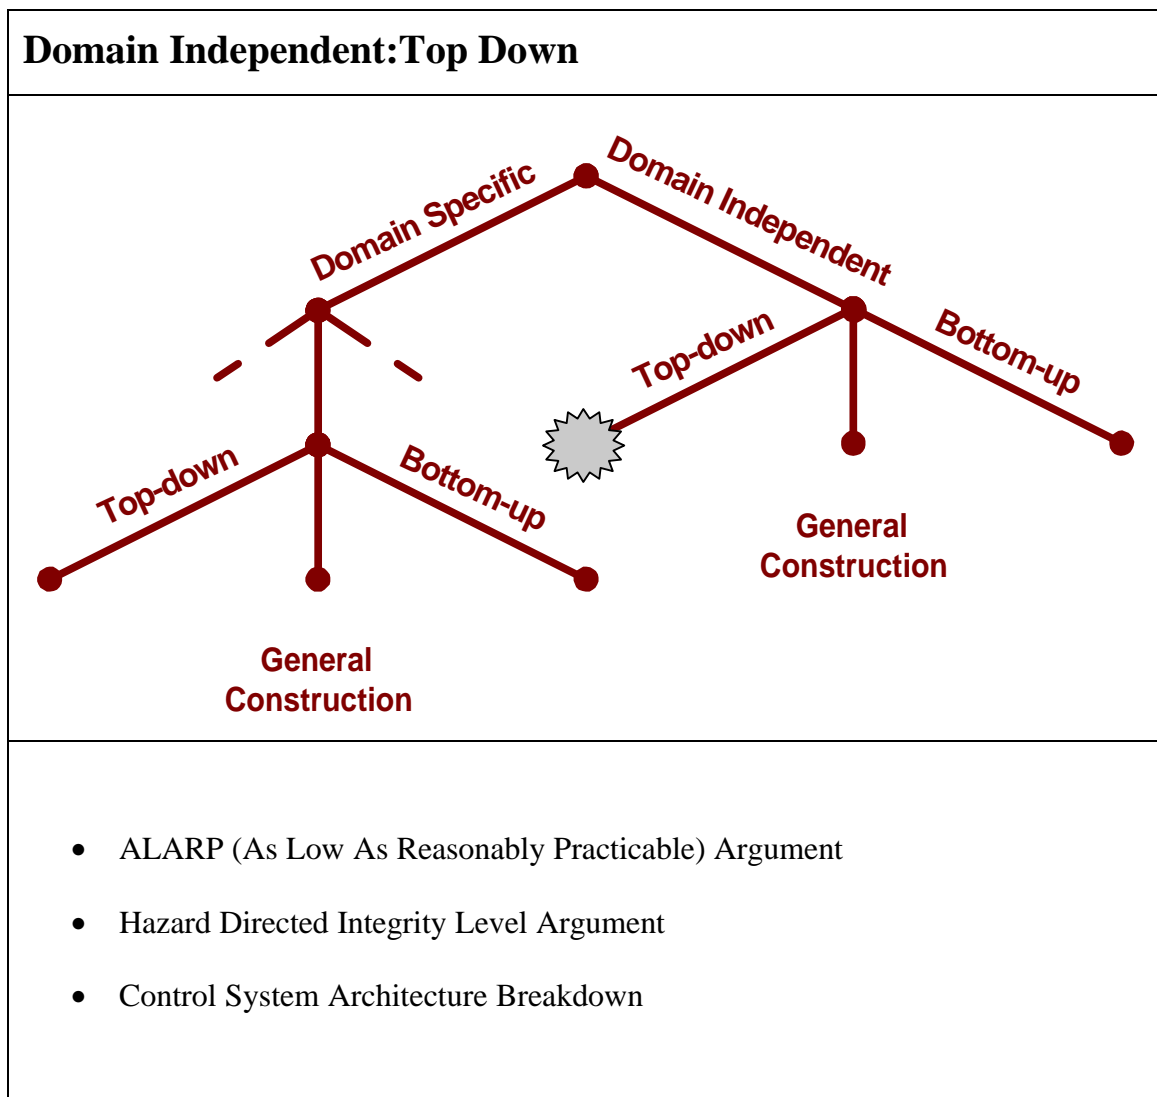 Domain Independent:Top Down
Domain Specific
Domain Independent
Top-down
Bottom-up
Top-down
Bottom-up
General
Construction
General
Construction
• ALARP (As Low As Reasonably Practicable) Argument
• Hazard Directed Integrity Level Argument
• Control System Architecture Breakdown